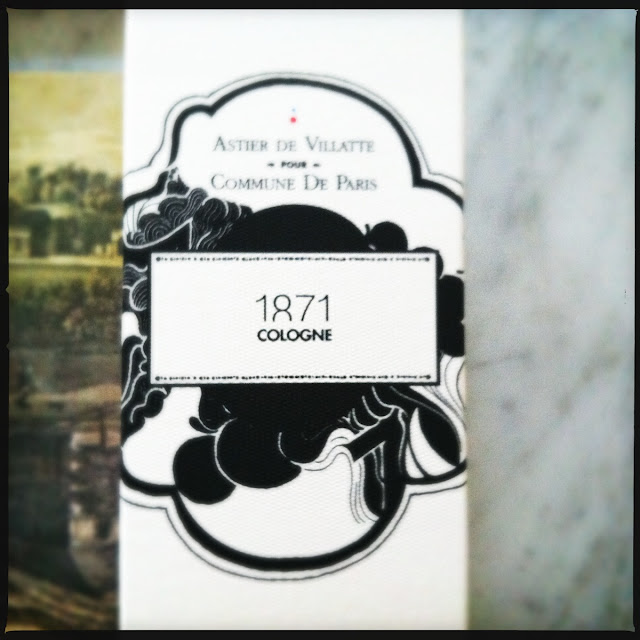 ASTIER DE VILLATTE
POUR
COMMUNE DE PARIS
1871
COLOGNE